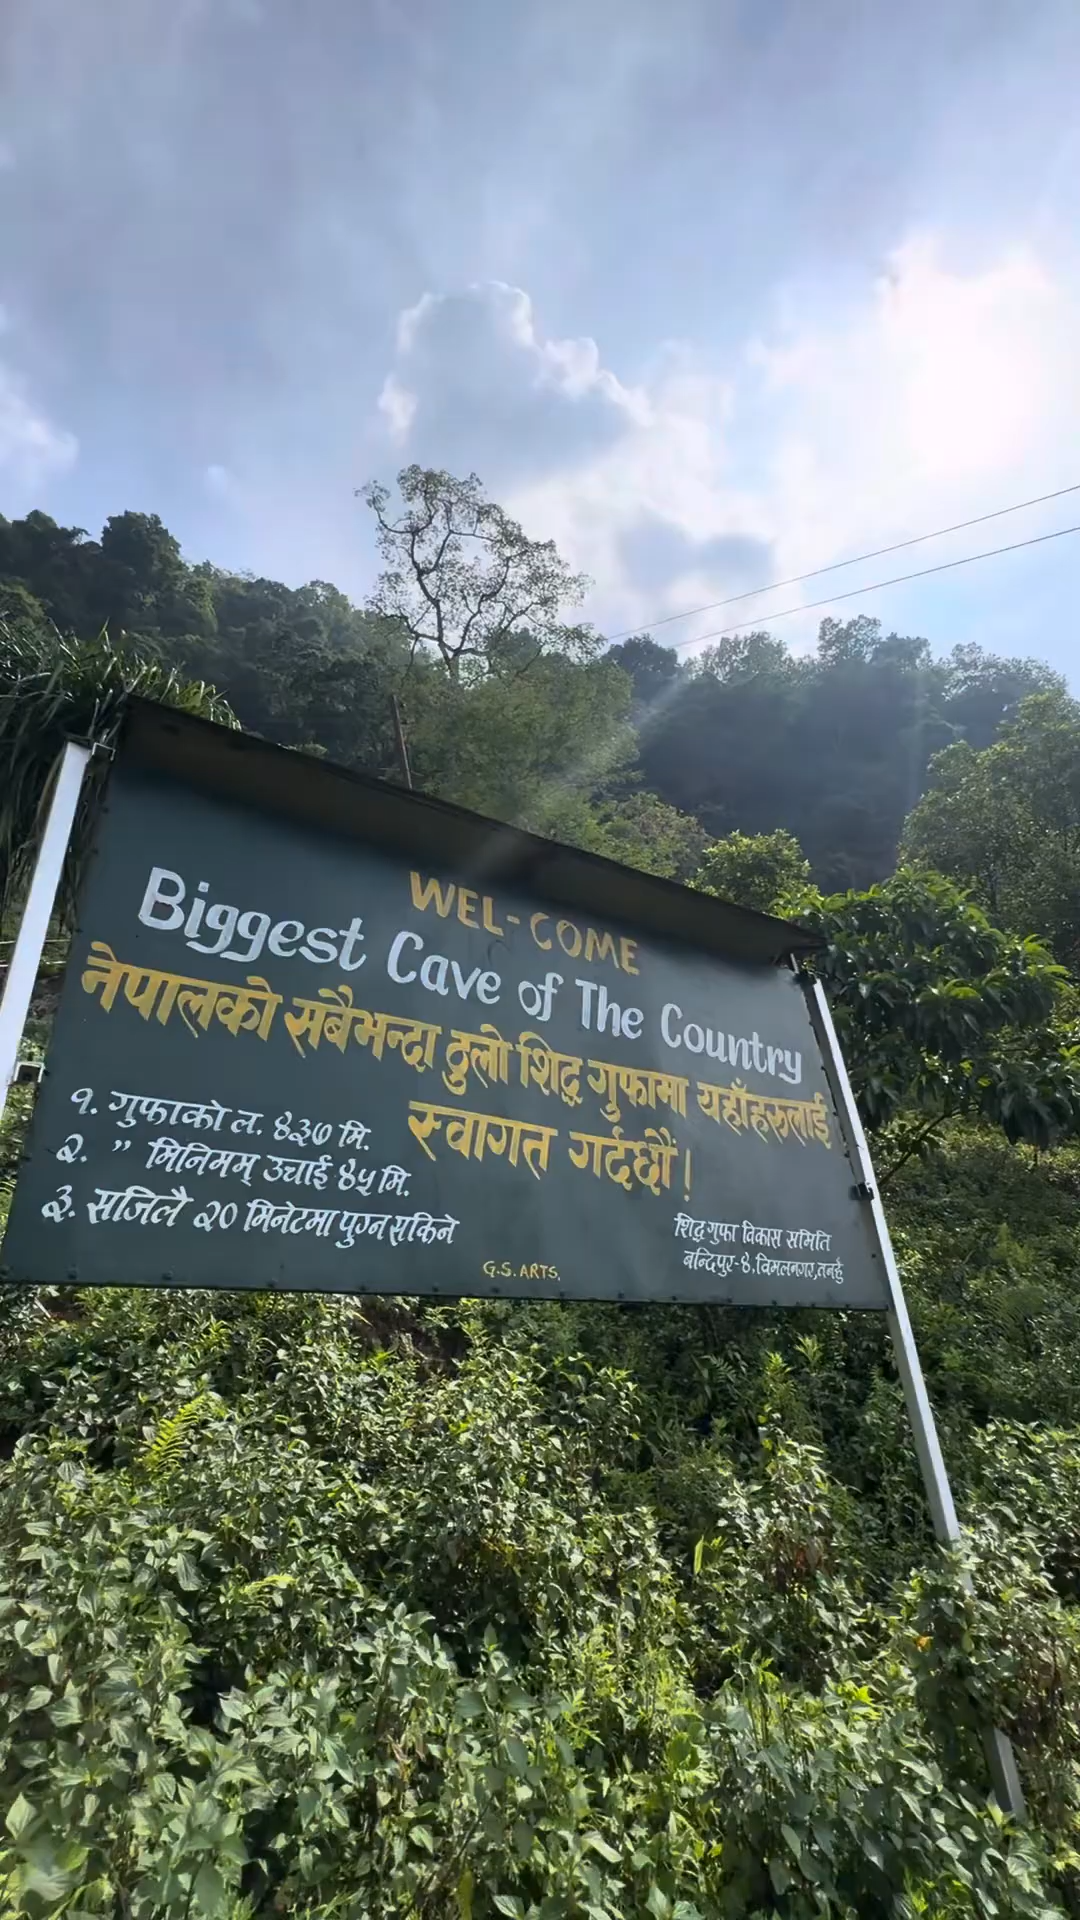 WEL-COME
Biggest Cave of The Country
नेपालको सबैभन्दा ठुलो शिद्ध गुफामा यहाँहरुलाई
स्वागत गर्दछौं!
१. गुफाको ल. ४३७ मि.
२. " मिनिमम् उचाई ४५ मि.
३. सजिलै २० मिनेटमा पुग्न सकिने
शिद्ध गुफा विकास समिति
बन्दिपुर-४, विमलनगर, तनहुँ
G.S. ARTS.